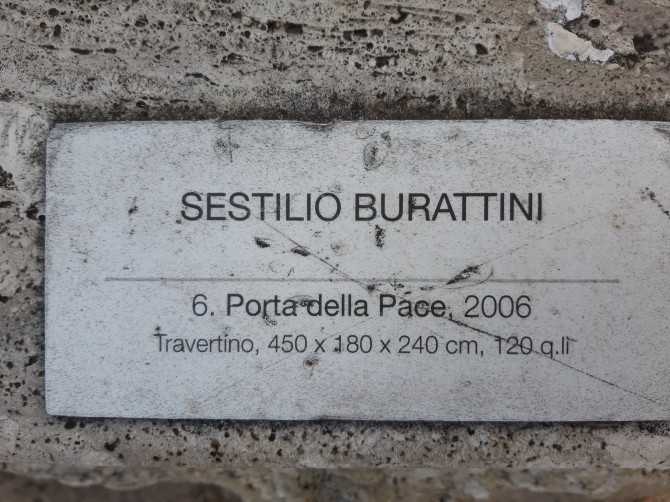 SESTILIO BURATTINI
6. Porta della Pace, 2006
Travertino, 450 x 180 x 240 cm, 120 q.li